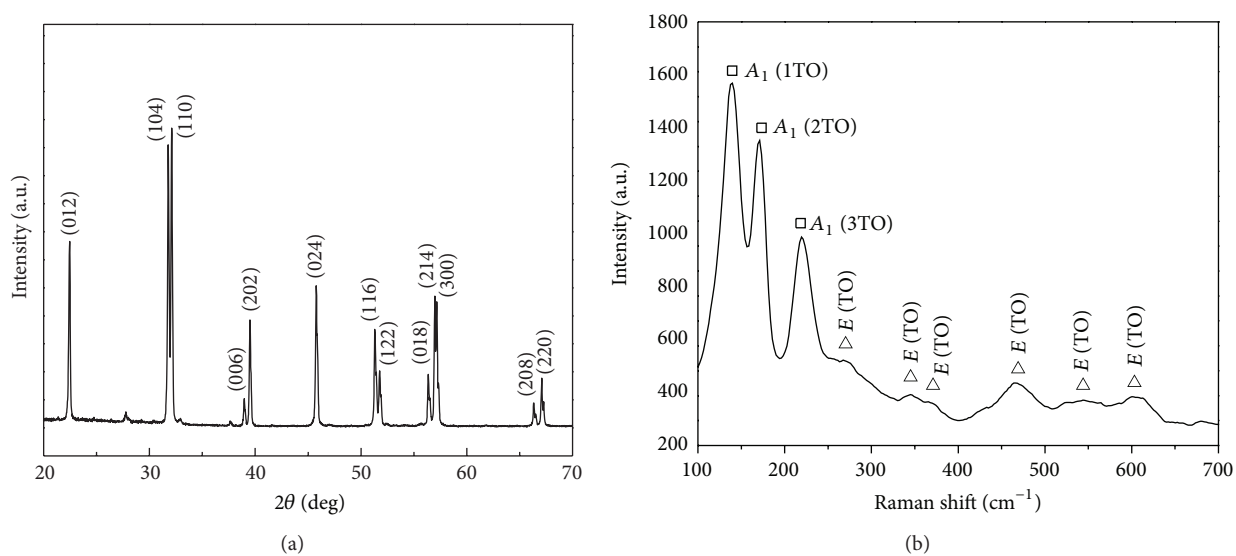 Intensity (a.u.)
(012)
(104)
(110)
(006)
(202)
(024)
(116)
(122)
(018)
(214)
(300)
(208)
(220)
20 30 40 50 60 70
2θ (deg)
(a)
Intensity (a.u.)
1800
1600
1400
1200
1000
800
600
400
200
□ A₁ (1TO)
□ A₁ (2TO)
□ A₁ (3TO)
△ E (TO)
△ E (TO)
△ E (TO)
△ E (TO)
△ E (TO)
△ E (TO)
100 200 300 400 500 600 700
Raman shift (cm⁻¹)
(b)